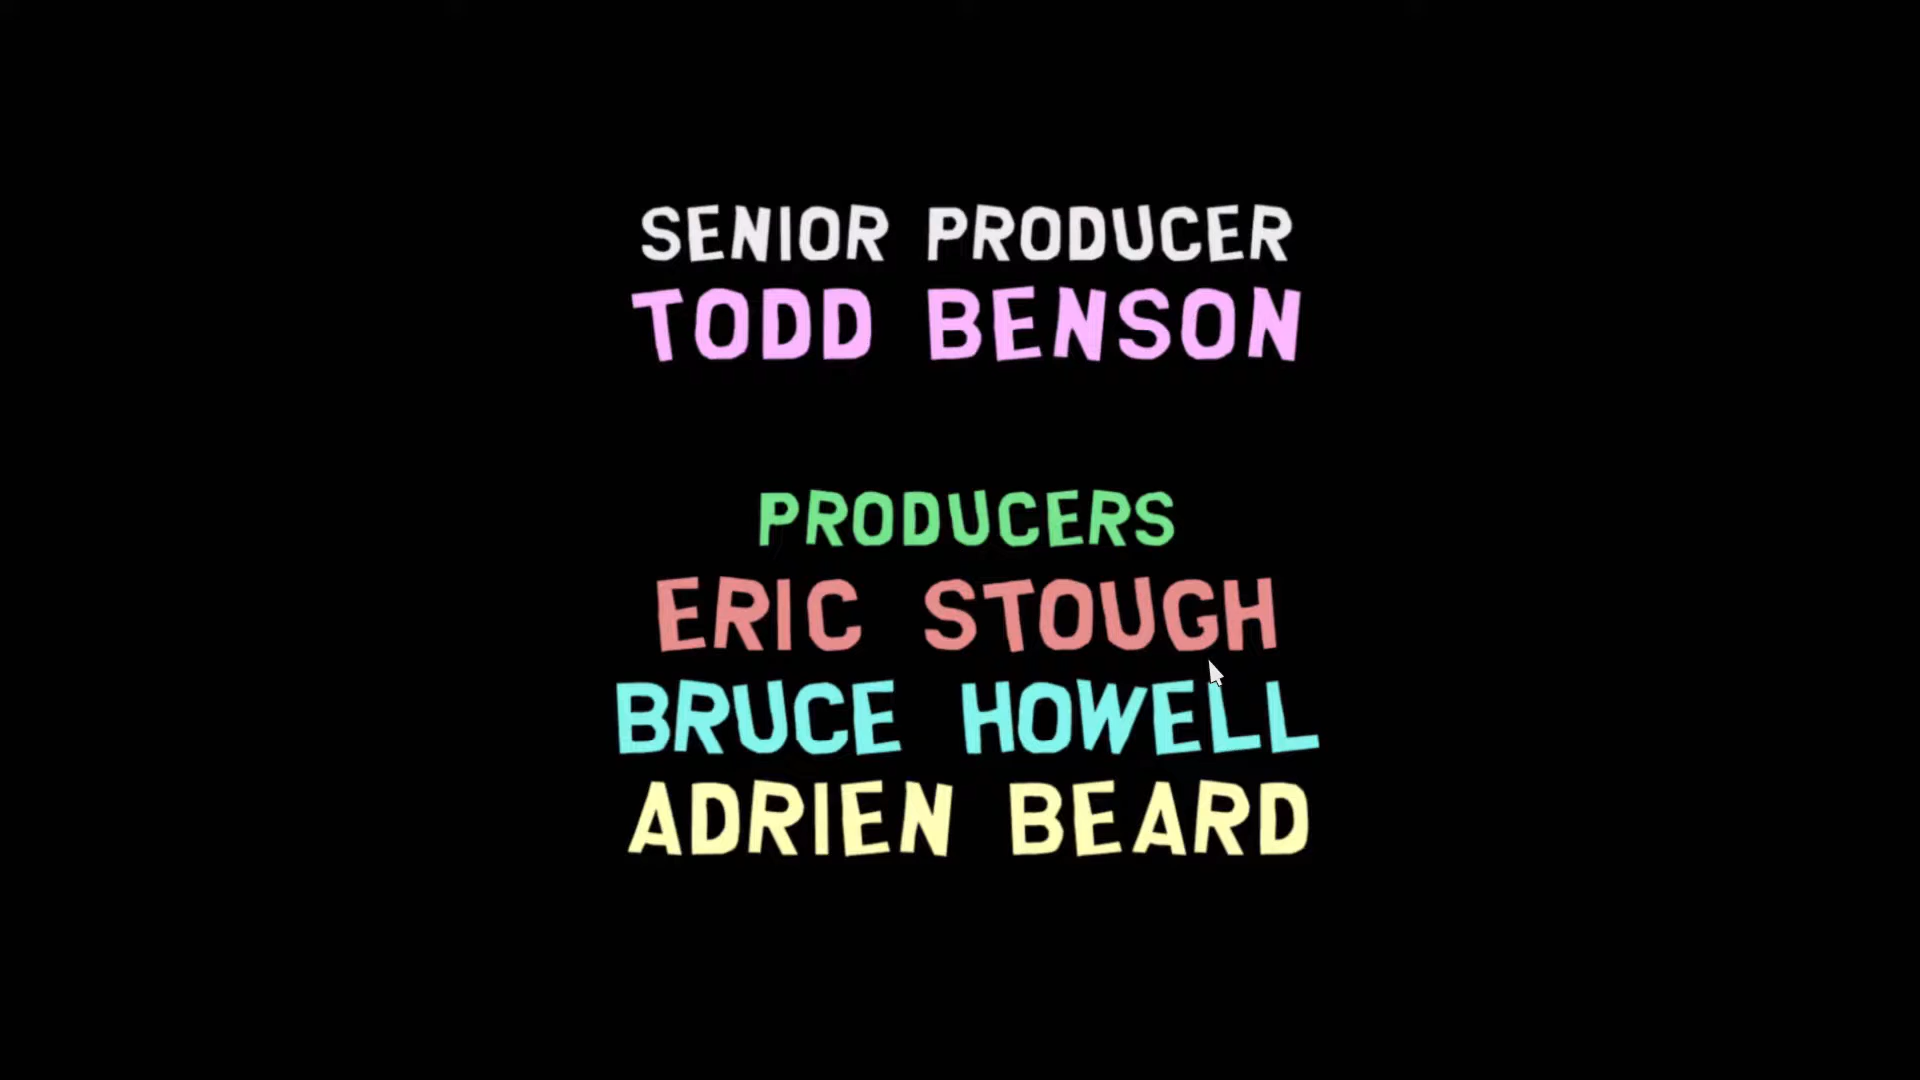 SENIOR PRODUCER
TODD BENSON
PRODUCERS
ERIC STOUGH
BRUCE HOWELL
ADRIEN BEARD